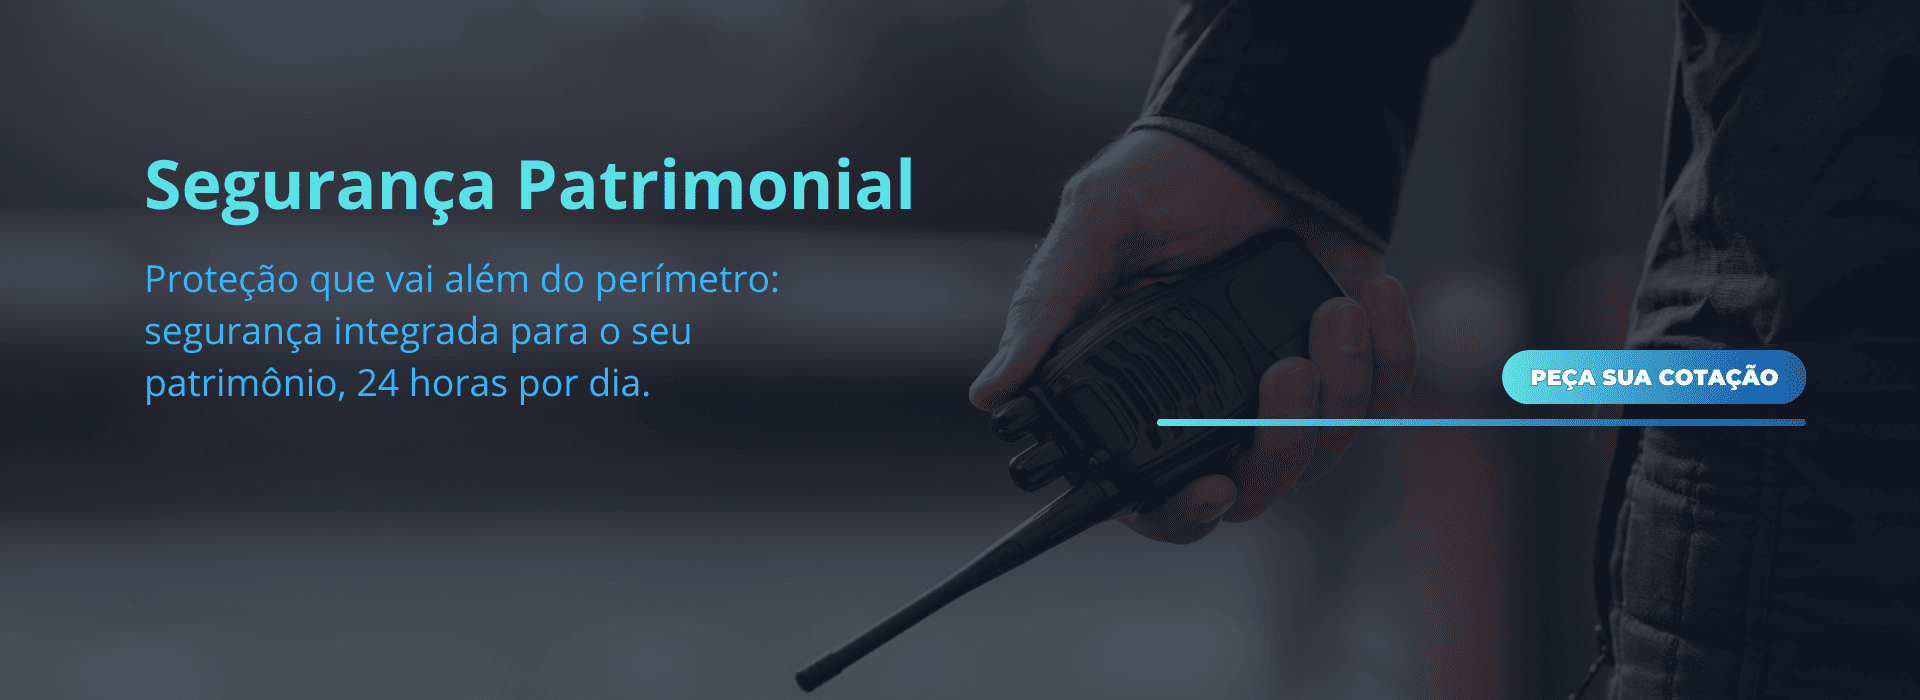 Segurança Patrimonial
Proteção que vai além do perímetro:
segurança integrada para o seu
patrimônio, 24 horas por dia.
PEÇA SUA COTAÇÃO